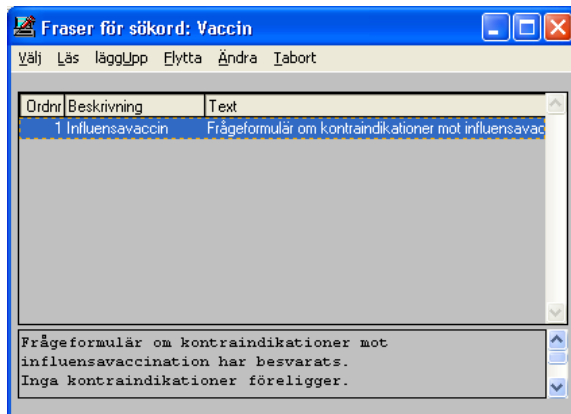 Fraser för sökord: Vaccin
Välj Läs läggUpp Flytta Ändra Tabort
Ordnr Beskrivning Text
1 Influensavaccin Frågeformulär om kontraindikationer mot influensavac
Frågeformulär om kontraindikationer mot
influensavaccination har besvarats.
Inga kontraindikationer föreligger.